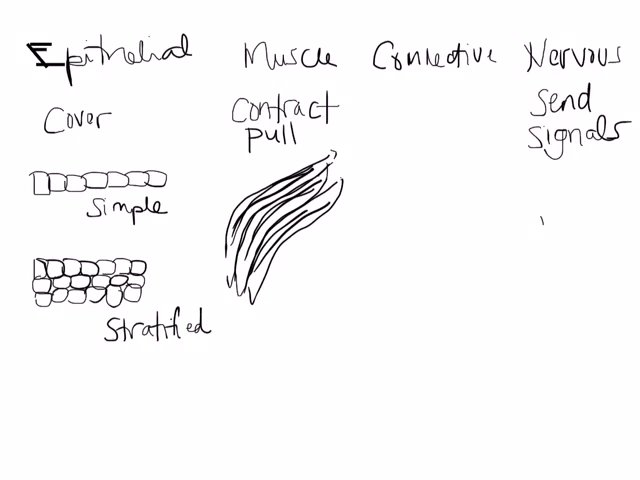 Epithelial Muscle Connective Nervous
Cover
Contract
pull
Send
signals
Simple
Stratified